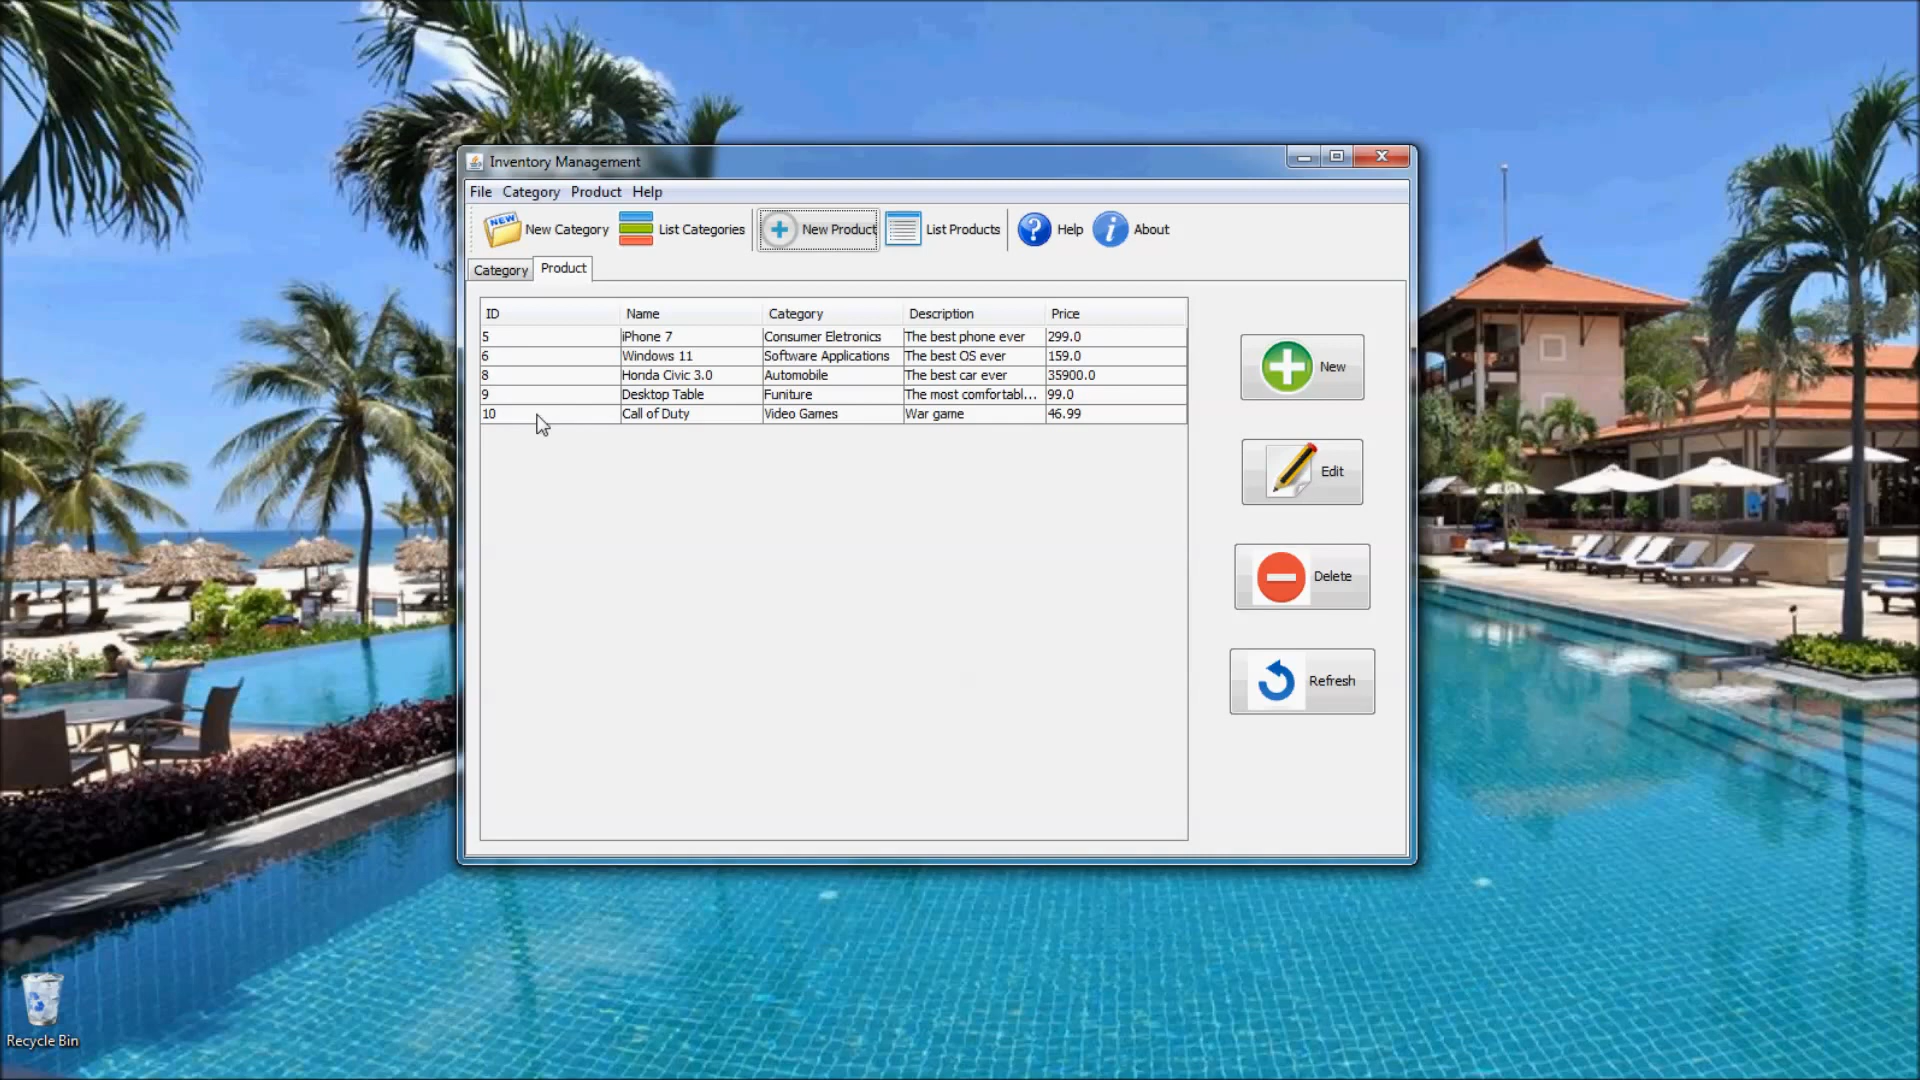 Inventory Management
File Category Product Help
NEW New Category List Categories New Product List Products ? Help i About
Category Product
ID Name Category Description Price
5 iPhone 7 Consumer Eletronics The best phone ever 299.0
6 Windows 11 Software Applications The best OS ever 159.0
8 Honda Civic 3.0 Automobile The best car ever 35900.0
9 Desktop Table Funiture The most comfortabl... 99.0
10 Call of Duty Video Games War game 46.99
New
Edit
Delete
Refresh
Recycle Bin